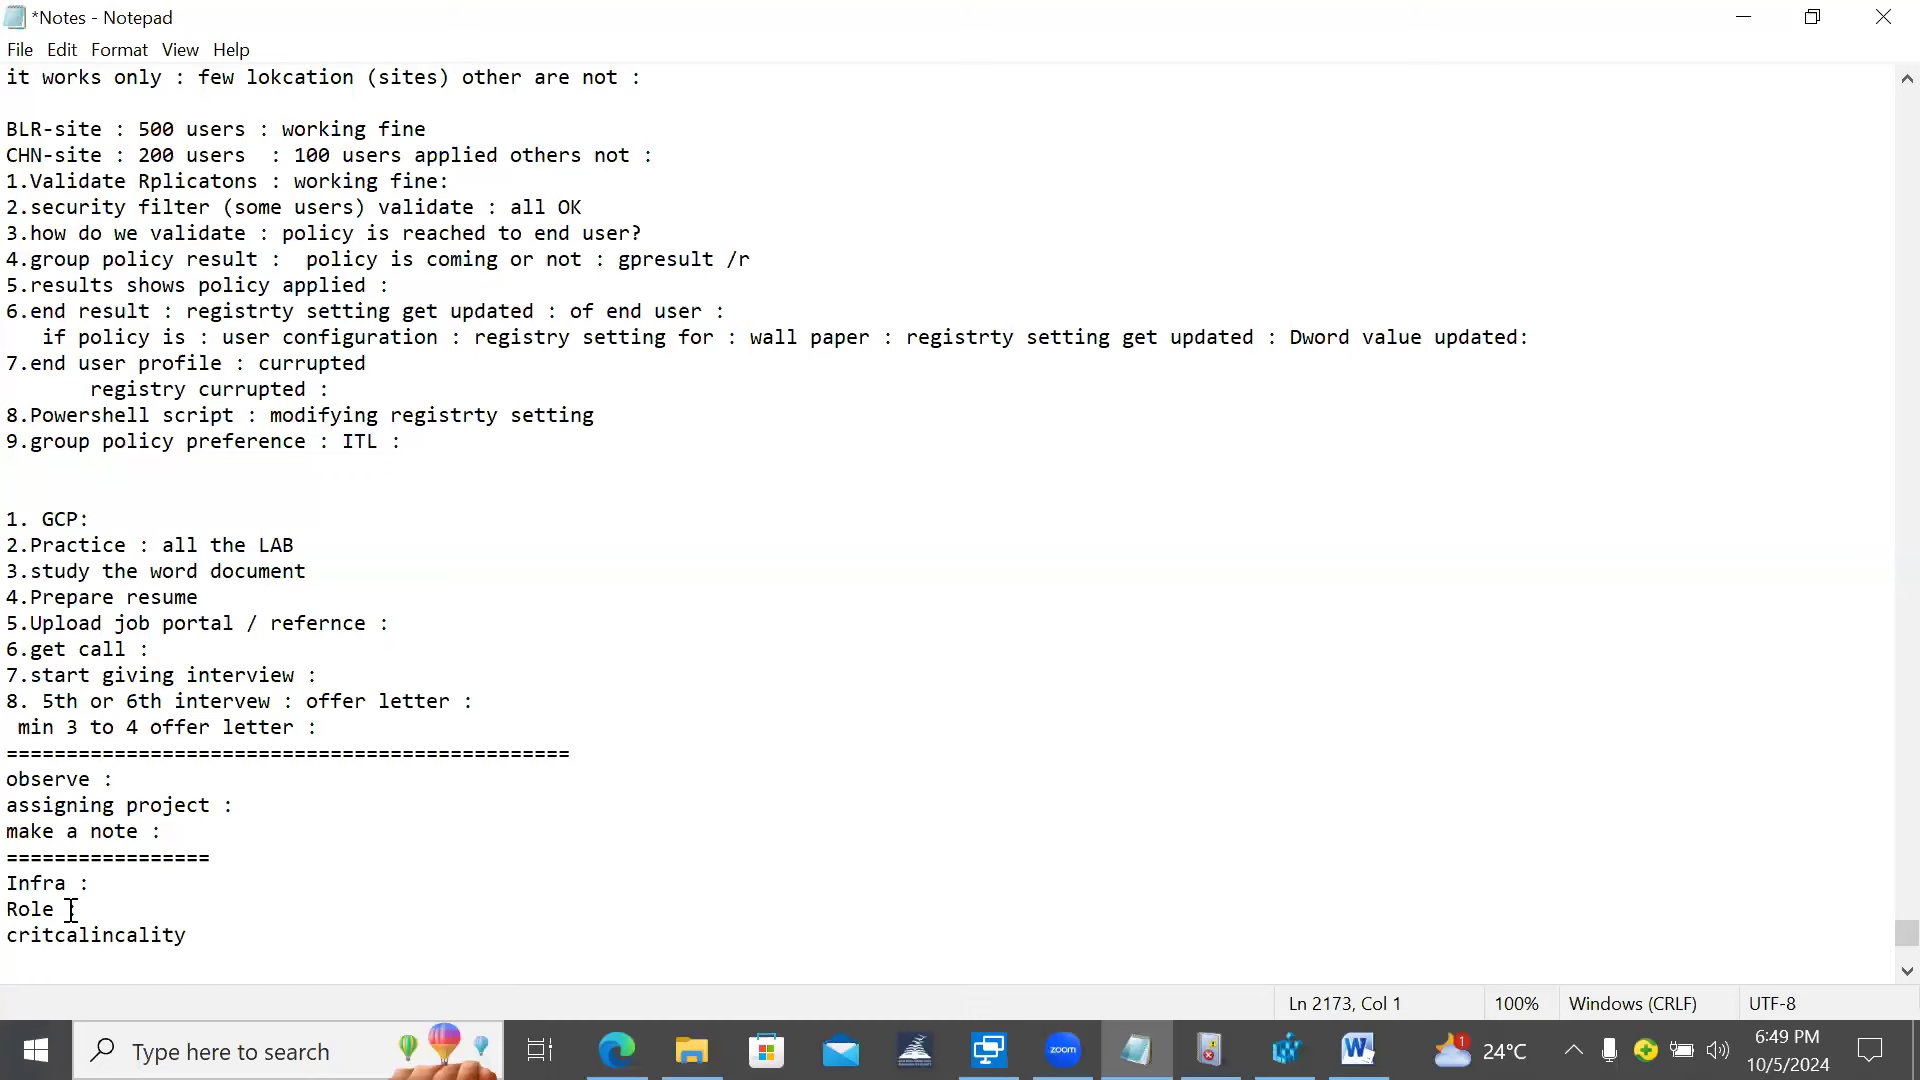 *Notes - Notepad
File Edit Format View Help
it works only : few lokcation (sites) other are not :
BLR-site : 500 users : working fine
CHN-site : 200 users  : 100 users applied others not :
1.Validate Rplicatons : working fine:
2.security filter (some users) validate : all OK
3.how do we validate : policy is reached to end user?
4.group policy result :  policy is coming or not : gpresult /r
5.results shows policy applied :
6.end result : registrty setting get updated : of end user :
   if policy is : user configuration : registry setting for : wall paper : registrty setting get updated : Dword value updated:
7.end user profile : currupted
       registry currupted :
8.Powershell script : modifying registrty setting
9.group policy preference : ITL :
1. GCP:
2.Practice : all the LAB
3.study the word document
4.Prepare resume
5.Upload job portal / refernce :
6.get call :
7.start giving interview :
8. 5th or 6th intervew : offer letter :
 min 3 to 4 offer letter :
===============================================
observe :
assigning project :
make a note :
=================
Infra :
Role :
critcalincality
Ln 2173, Col 1 100% Windows (CRLF) UTF-8
Type here to search
zoom
1
24°C
6:49 PM
10/5/2024